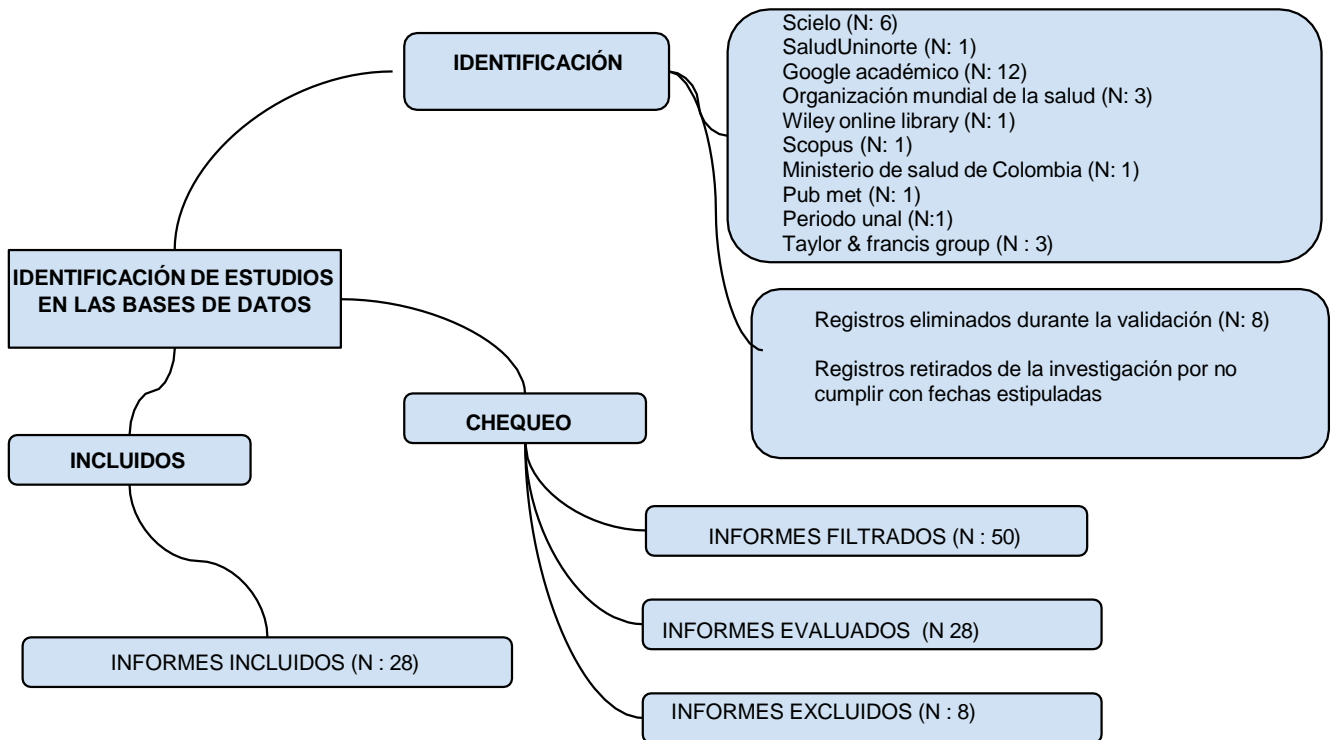 IDENTIFICACIÓN
Scielo (N: 6)
SaludUninorte (N: 1)
Google académico (N: 12)
Organización mundial de la salud (N: 3)
Wiley online library (N: 1)
Scopus (N: 1)
Ministerio de salud de Colombia (N: 1)
Pub met (N: 1)
Periodo unal (N:1)
Taylor & francis group (N : 3)
IDENTIFICACIÓN DE ESTUDIOS
EN LAS BASES DE DATOS
Registros eliminados durante la validación (N: 8)
Registros retirados de la investigación por no
cumplir con fechas estipuladas
CHEQUEO
INCLUIDOS
INFORMES FILTRADOS (N : 50)
INFORMES EVALUADOS (N 28)
INFORMES INCLUIDOS (N : 28)
INFORMES EXCLUIDOS (N : 8)